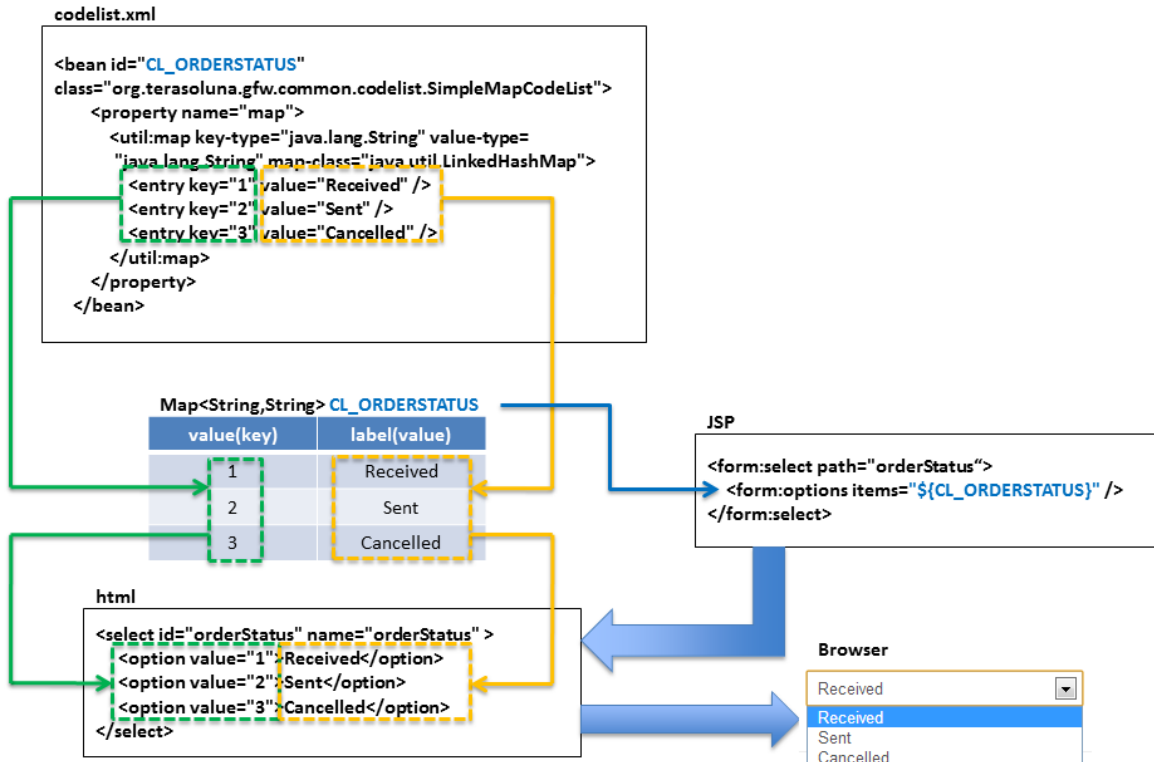 codelist.xml
<bean id="CL_ORDERSTATUS"
class="org.terasoluna.gfw.common.codelist.SimpleMapCodeList">
<property name="map">
<util:map key-type="java.lang.String" value-type=
"java.lang.String" map-class="java.util.LinkedHashMap">
<entry key="1" value="Received" />
<entry key="2" value="Sent" />
<entry key="3" value="Cancelled" />
</util:map>
</property>
</bean>
Map<String,String> CL_ORDERSTATUS
value(key) label(value)
1 Received
2 Sent
3 Cancelled
JSP
<form:select path="orderStatus“>
<form:options items="${CL_ORDERSTATUS}" />
</form:select>
html
<select id="orderStatus" name="orderStatus" >
<option value="1">Received</option>
<option value="2">Sent</option>
<option value="3">Cancelled</option>
</select>
Browser
Received
Received
Sent
Cancelled